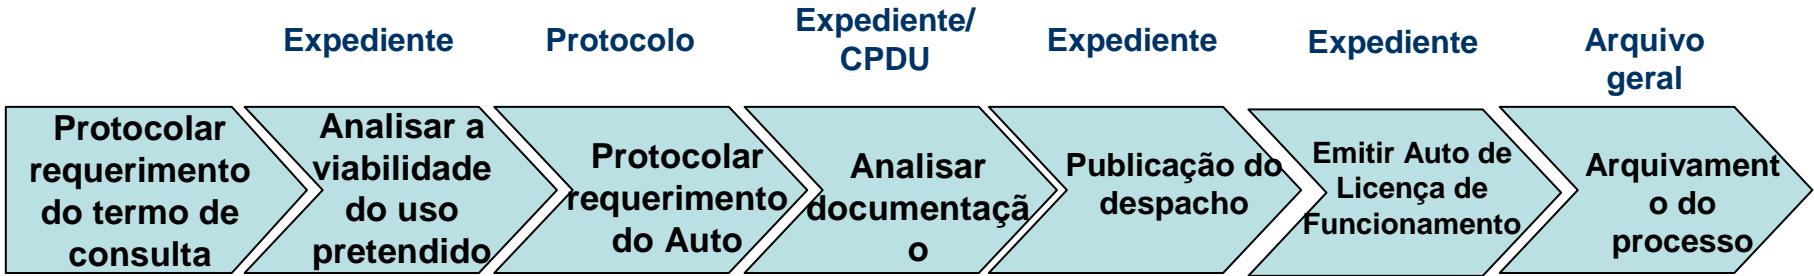 Expediente
Protocolo
Expediente/
CPDU
Expediente
Expediente
Arquivo
geral
Protocolar
requerimento
do termo de
consulta
Analisar a
viabilidade
do uso
pretendido
Protocolar
requerimento
do Auto
Analisar
documentaçã
o
Publicação do
despacho
Emitir Auto de
Licença de
Funcionamento
Arquivament
o do
processo